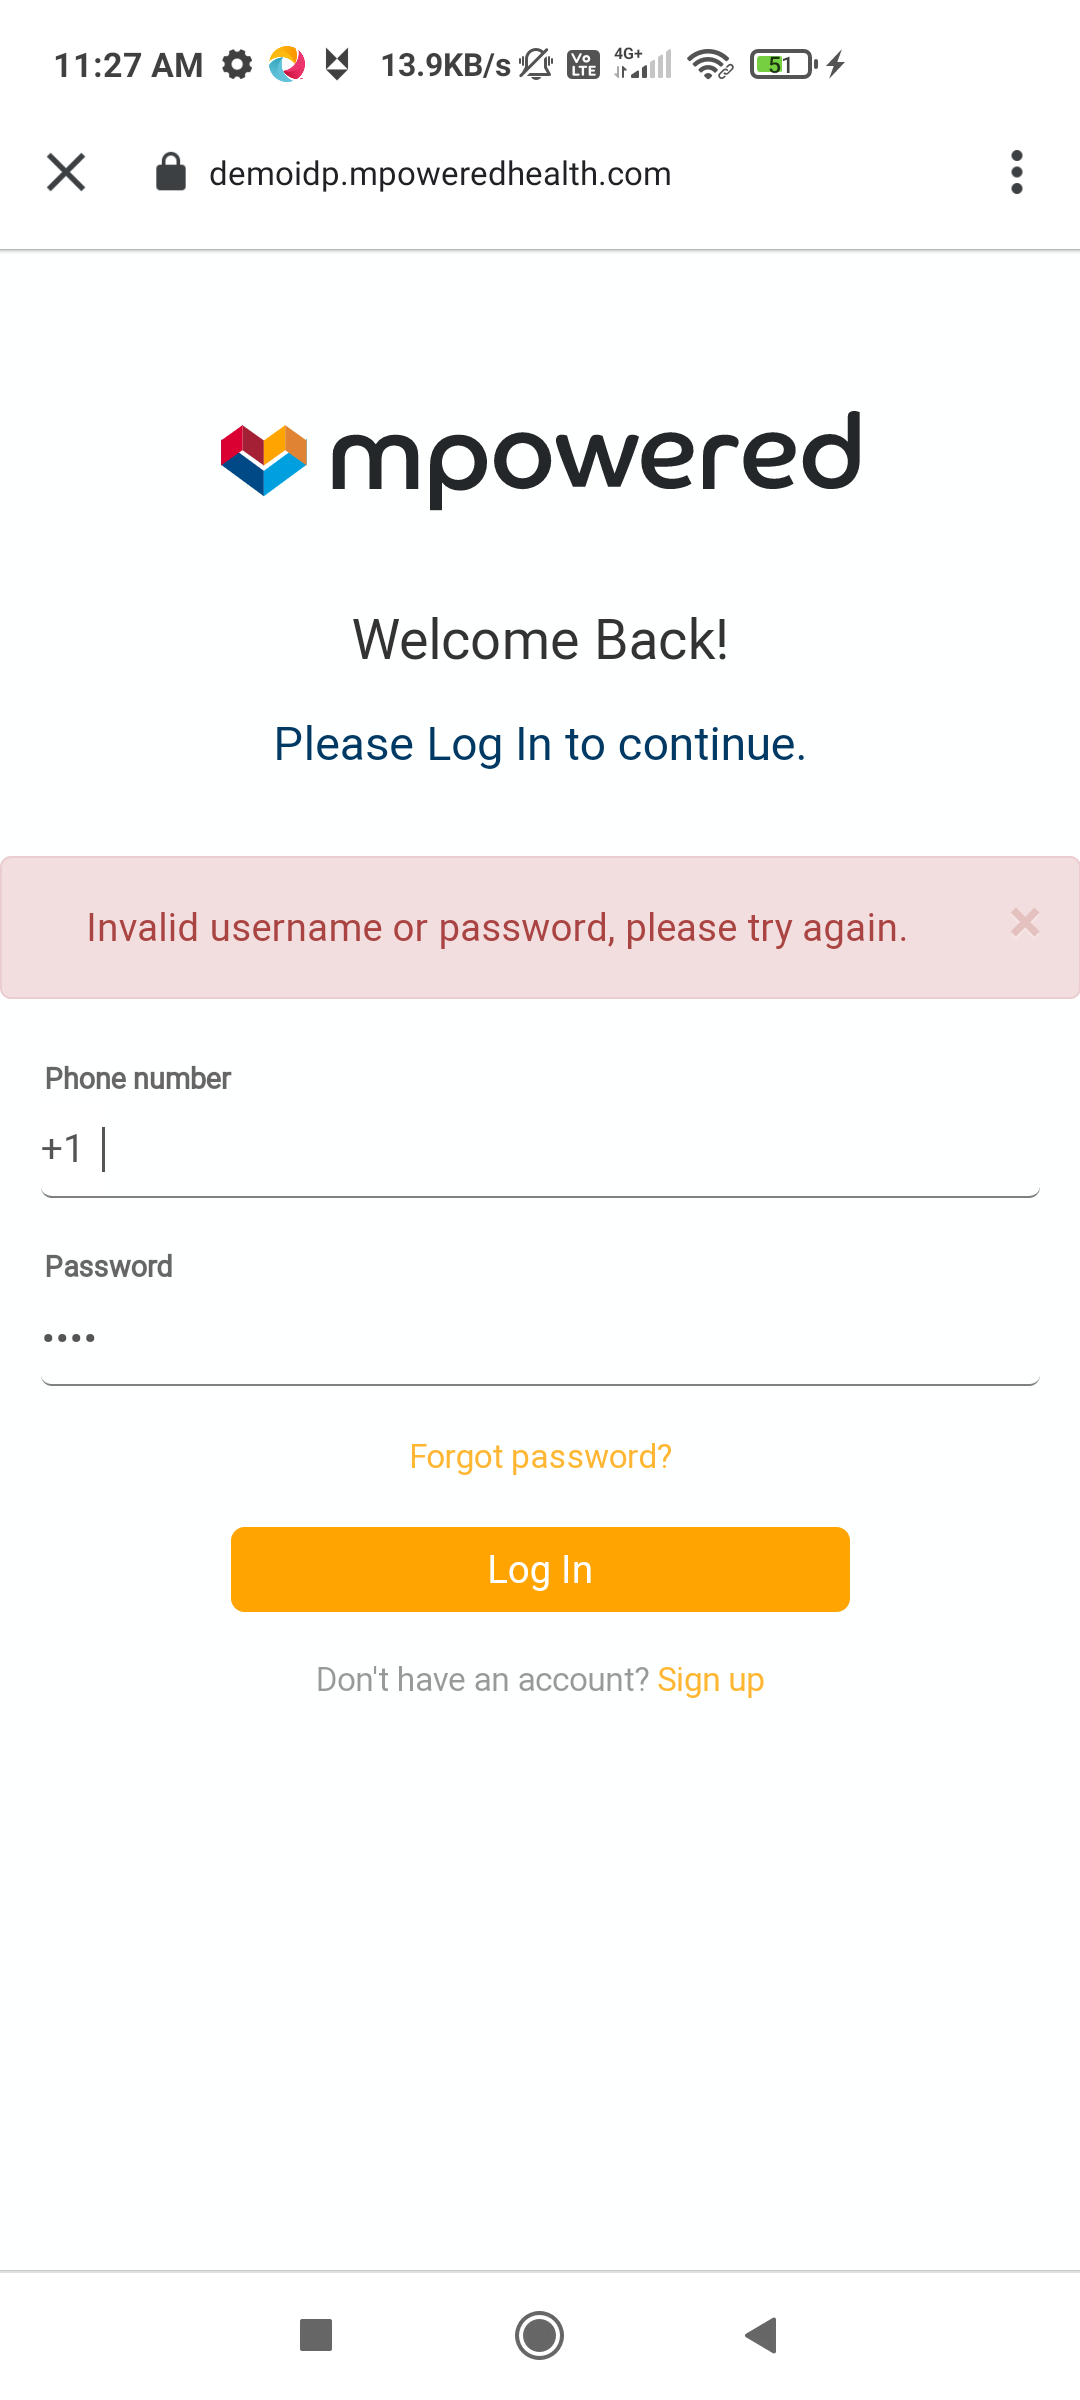 11:27 AM 13.9KB/s Vo LTE 4G+ 51
demoidp.mpoweredhealth.com
mpowered
Welcome Back!
Please Log In to continue.
Invalid username or password, please try again.
Phone number
+1
Password
Forgot password?
Log In
Don't have an account? Sign up